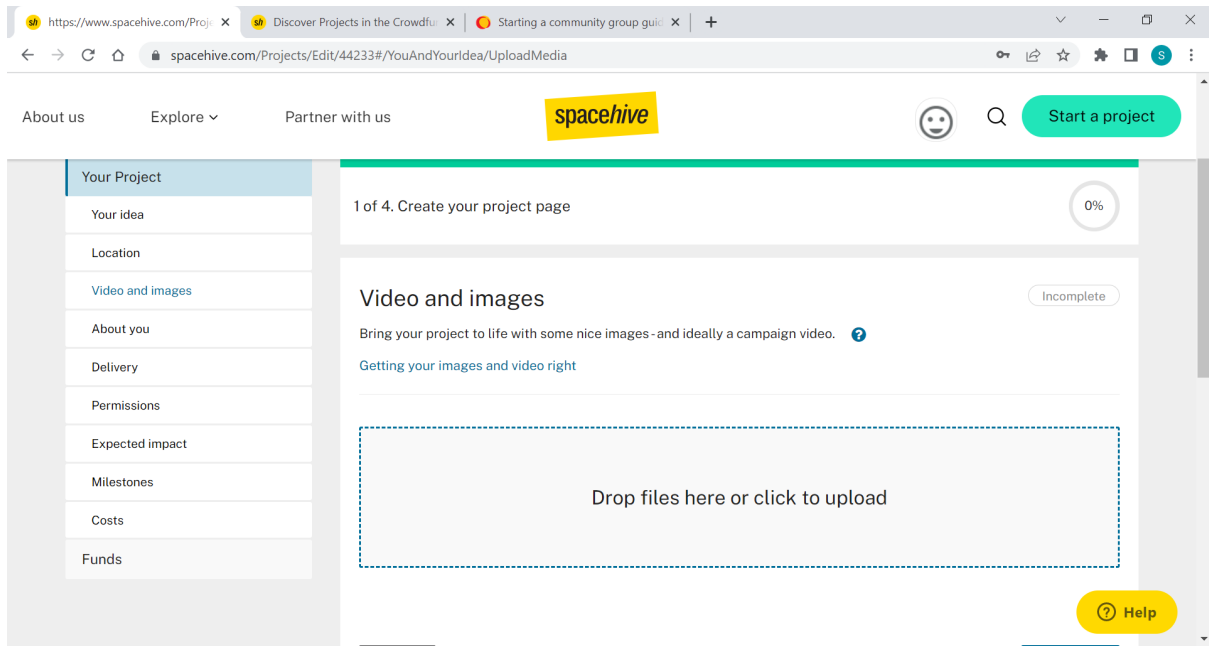 sh https://www.spacehive.com/Proje
sh Discover Projects in the Crowdfun
Starting a community group guid
spacehive.com/Projects/Edit/44233#/YouAndYourIdea/UploadMedia
S
About us
Explore
Partner with us
spacehive
Start a project
Your Project
Your idea
Location
Video and images
About you
Delivery
Permissions
Expected impact
Milestones
Costs
Funds
1 of 4. Create your project page
0%
Video and images
Incomplete
Bring your project to life with some nice images - and ideally a campaign video. ?
Getting your images and video right
Drop files here or click to upload
? Help